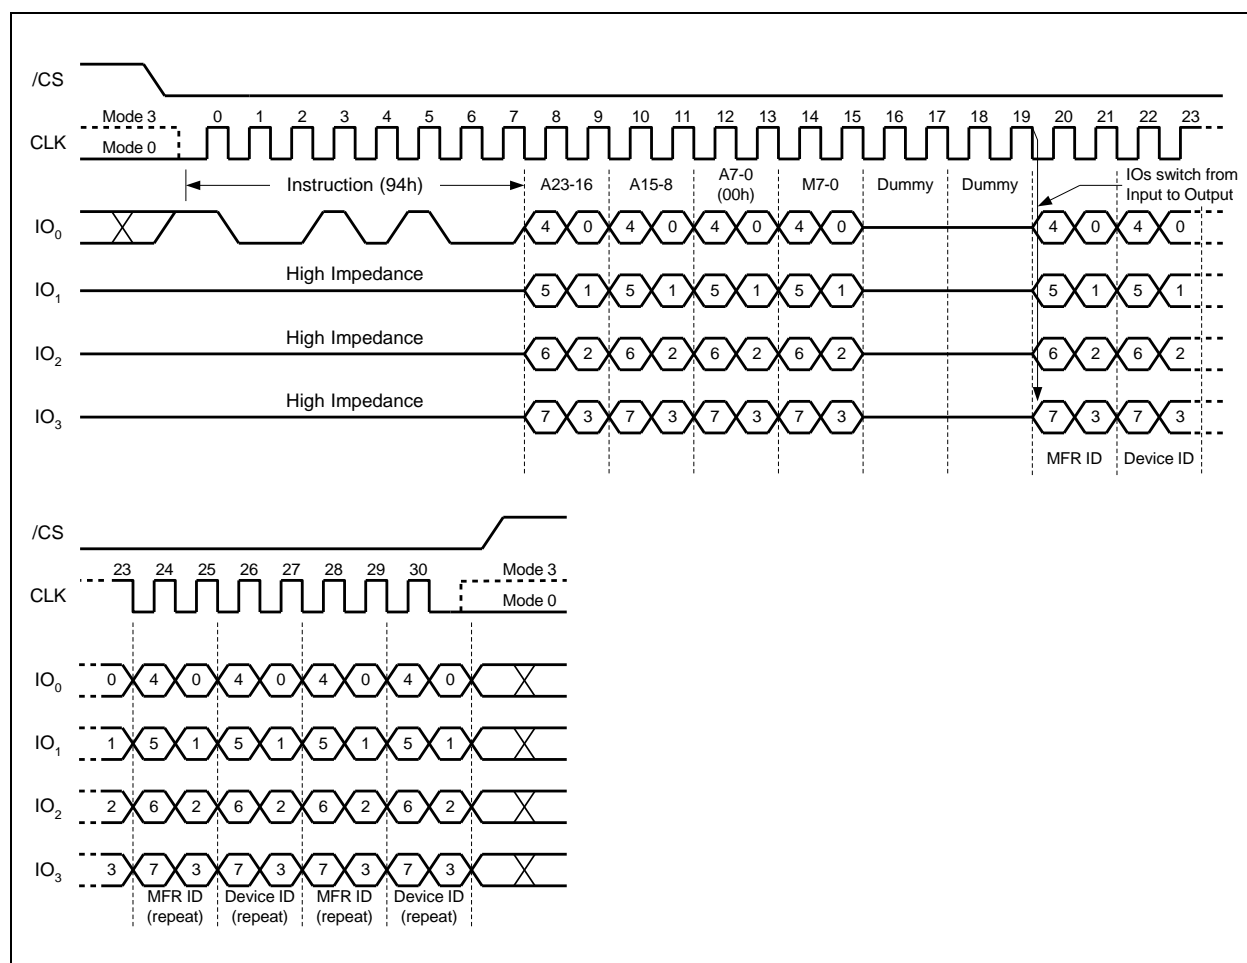 /CS
Mode 3 0 1 2 3 4 5 6 7 8 9 10 11 12 13 14 15 16 17 18 19 20 21 22 23
CLK Mode 0
Instruction (94h) A23-16 A15-8 A7-0 (00h) M7-0 Dummy Dummy IOs switch from
Input to Output
IO0 4 0 4 0 4 0 4 0 4 0 4 0
High Impedance
IO1 5 1 5 1 5 1 5 1 5 1 5 1
High Impedance
IO2 6 2 6 2 6 2 6 2 6 2 6 2
High Impedance
IO3 7 3 7 3 7 3 7 3 7 3 7 3
MFR ID Device ID
/CS
23 24 25 26 27 28 29 30 Mode 3
CLK Mode 0
IO0 0 4 0 4 0 4 0 4 0
IO1 1 5 1 5 1 5 1 5 1
IO2 2 6 2 6 2 6 2 6 2
IO3 3 7 3 7 3 7 3 7 3
MFR ID Device ID MFR ID Device ID
(repeat) (repeat) (repeat) (repeat)